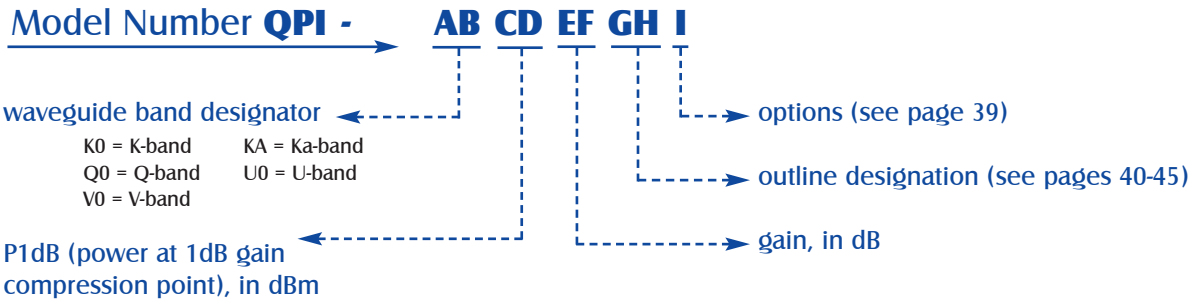 Model Number QPI - AB CD EF GH I
waveguide band designator
K0 = K-band KA = Ka-band
Q0 = Q-band U0 = U-band
V0 = V-band
P1dB (power at 1dB gain
compression point), in dBm
options (see page 39)
outline designation (see pages 40-45)
gain, in dB